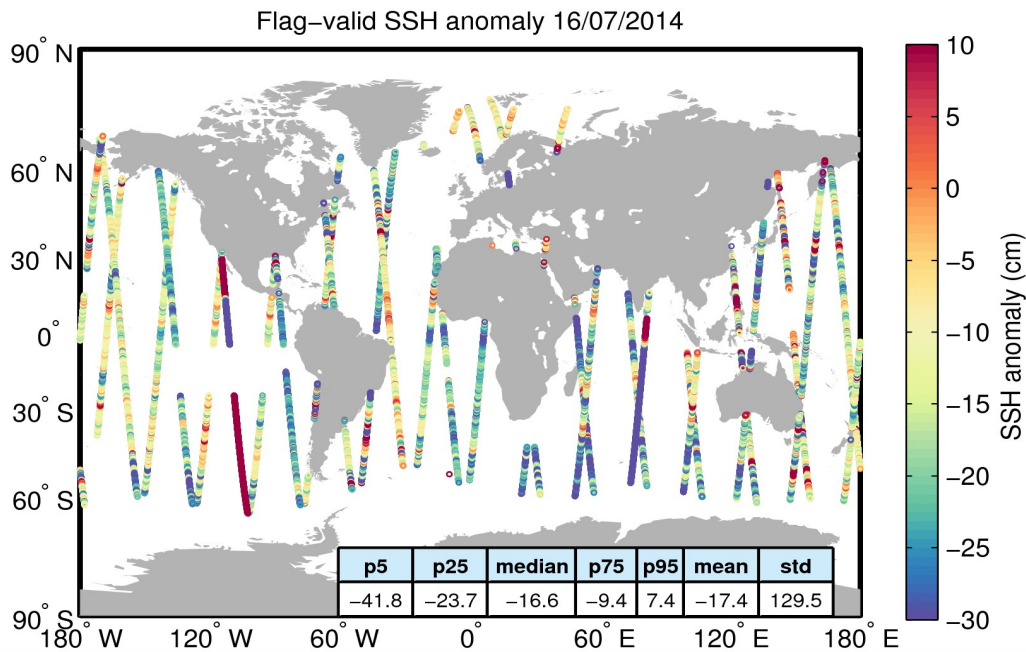 Flag−valid SSH anomaly 16/07/2014
90° N
60° N
30° N
0°
30° S
60° S
90° S
180° W
120° W
60° W
0°
60° E
120° E
180° E
p5 p25 median p75 p95 mean std
−41.8 −23.7 −16.6 −9.4 7.4 −17.4 129.5
10
5
0
−5
−10
−15
−20
−25
−30
SSH anomaly (cm)